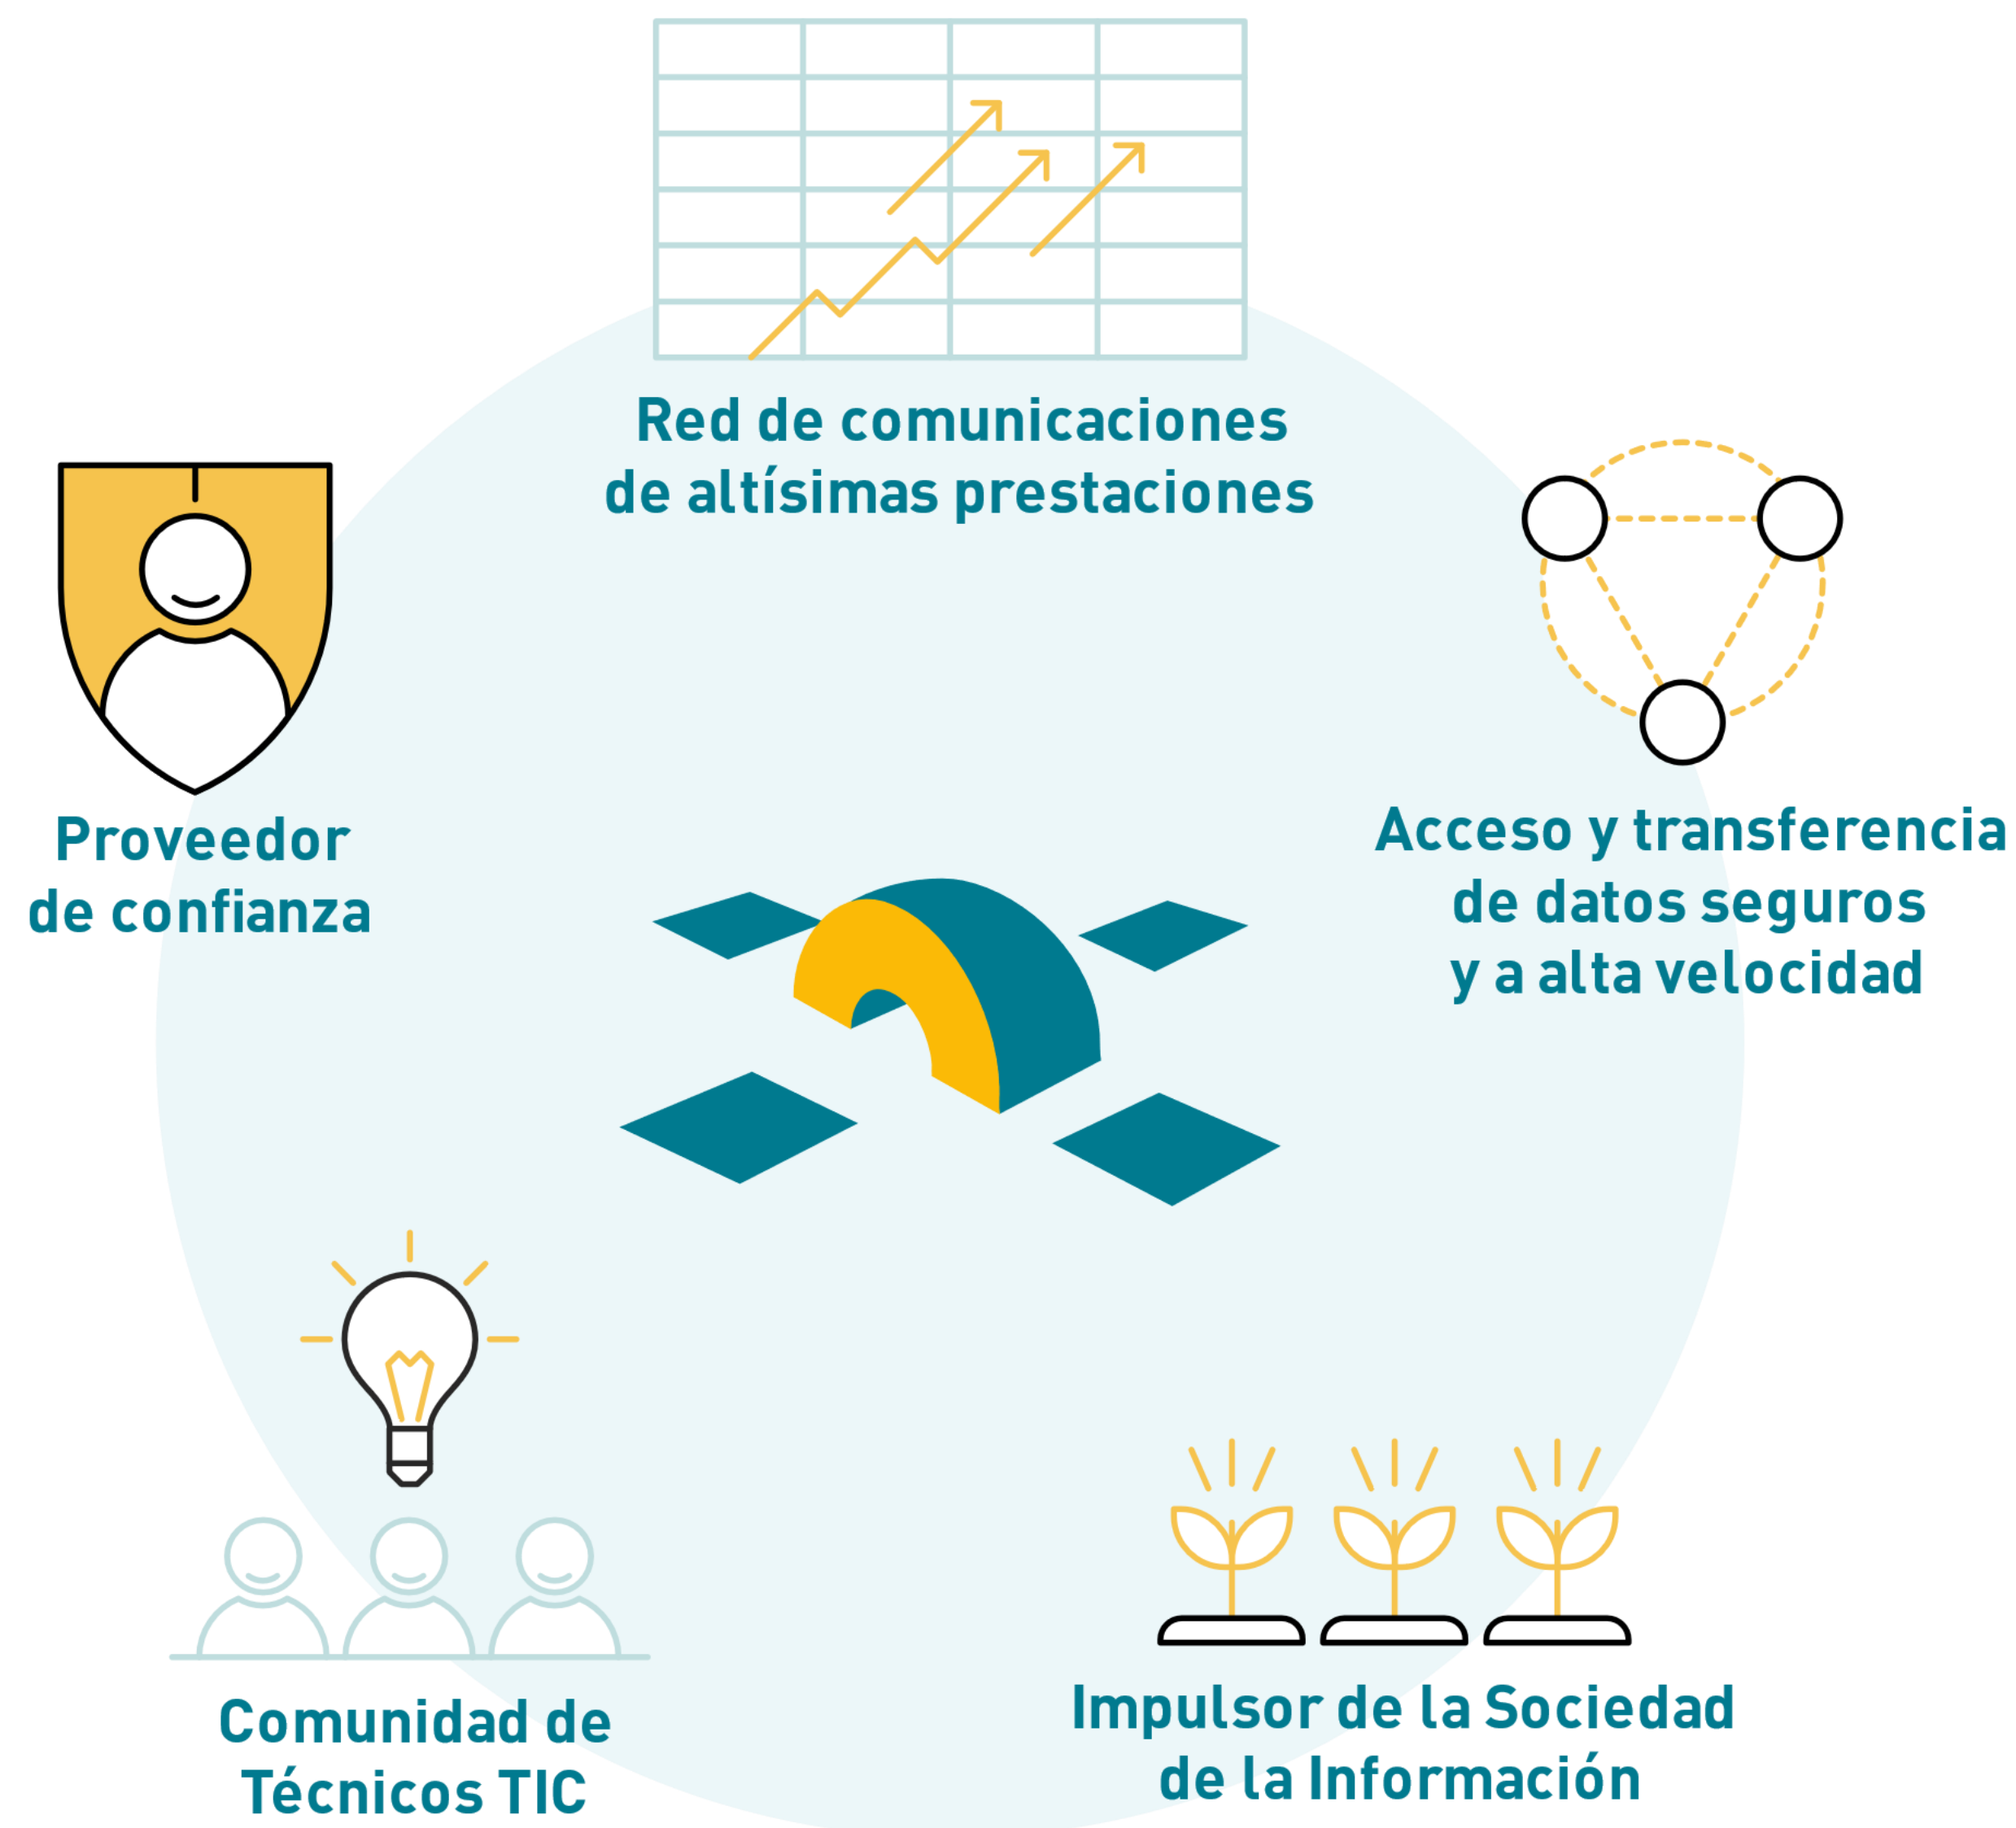 Red de comunicaciones
de altísimas prestaciones
Proveedor
de confianza
Acceso y transferencia
de datos seguros
y a alta velocidad
Comunidad de
Técnicos TIC
Impulsor de la Sociedad
de la Información